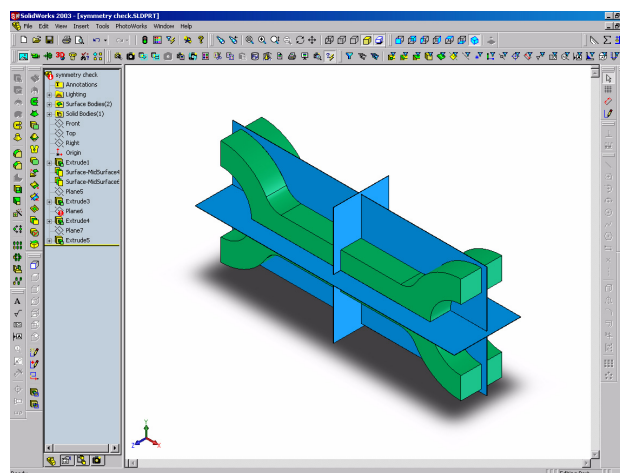 SolidWorks 2003 - [symmetry check.SLDPRT]
File Edit View Insert Tools PhotoWorks Window Help
symmetry check
Annotations
Lighting
Surface Bodies(2)
Solid Bodies(1)
Front
Top
Right
Origin
Extrude1
Surface-MidSurface4
Surface-MidSurface6
Plane5
Extrude3
Plane6
Extrude4
Plane7
Extrude5
Y
Z